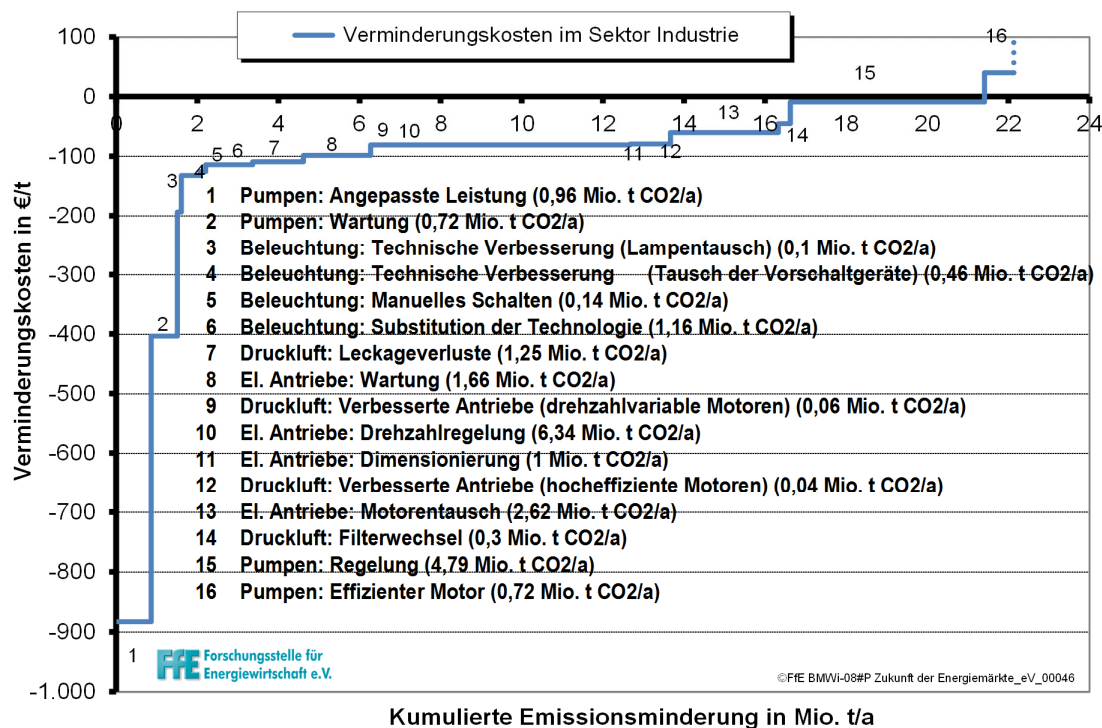 Verminderungskosten im Sektor Industrie
100
0
-100
-200
-300
-400
-500
-600
-700
-800
-900
-1.000
Verminderungskosten in €/t
0 2 4 6 8 10 12 14 16 18 20 22 24
1 2 3 4 5 6 7 8 9 10 11 12 13 14 15 16
1 Pumpen: Angepasste Leistung (0,96 Mio. t CO2/a)
2 Pumpen: Wartung (0,72 Mio. t CO2/a)
3 Beleuchtung: Technische Verbesserung (Lampentausch) (0,1 Mio. t CO2/a)
4 Beleuchtung: Technische Verbesserung (Tausch der Vorschaltgeräte) (0,46 Mio. t CO2/a)
5 Beleuchtung: Manuelles Schalten (0,14 Mio. t CO2/a)
6 Beleuchtung: Substitution der Technologie (1,16 Mio. t CO2/a)
7 Druckluft: Leckageverluste (1,25 Mio. t CO2/a)
8 El. Antriebe: Wartung (1,66 Mio. t CO2/a)
9 Druckluft: Verbesserte Antriebe (drehzahlvariable Motoren) (0,06 Mio. t CO2/a)
10 El. Antriebe: Drehzahlregelung (6,34 Mio. t CO2/a)
11 El. Antriebe: Dimensionierung (1 Mio. t CO2/a)
12 Druckluft: Verbesserte Antriebe (hocheffiziente Motoren) (0,04 Mio. t CO2/a)
13 El. Antriebe: Motorentausch (2,62 Mio. t CO2/a)
14 Druckluft: Filterwechsel (0,3 Mio. t CO2/a)
15 Pumpen: Regelung (4,79 Mio. t CO2/a)
16 Pumpen: Effizienter Motor (0,72 Mio. t CO2/a)
FfE Forschungsstelle für
Energiewirtschaft e.V.
©FfE BMWi-08#P Zukunft der Energiemärkte_eV_00046
Kumulierte Emissionsminderung in Mio. t/a